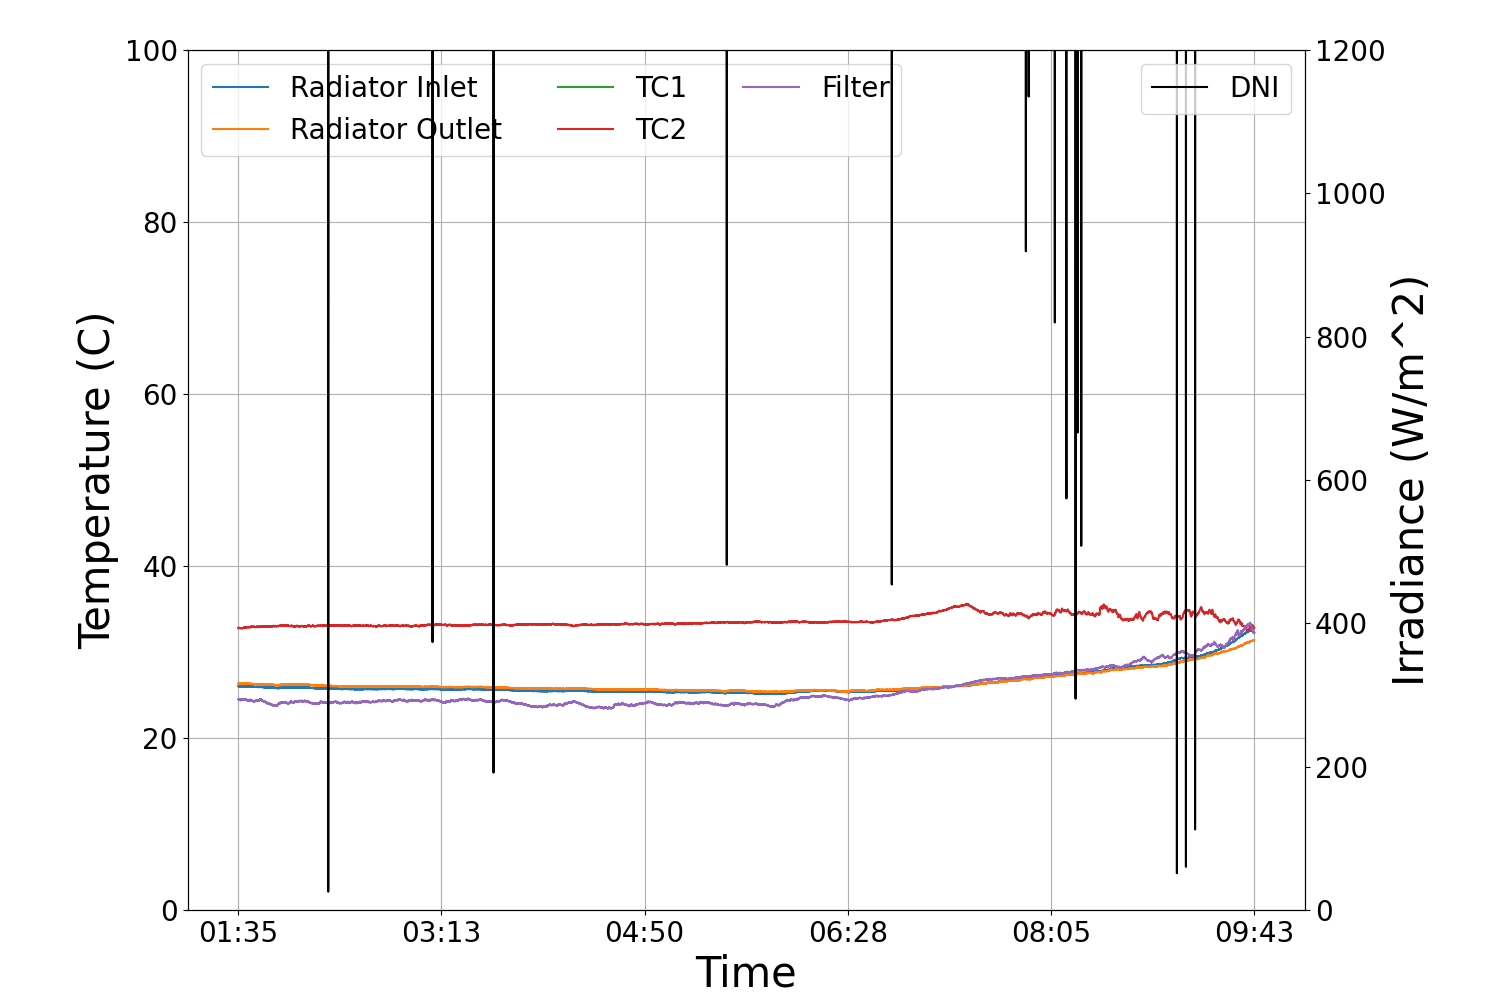 100
80
60
40
20
0
Temperature (C)
Radiator Inlet
Radiator Outlet
TC1
TC2
Filter
DNI
1200
1000
800
600
400
200
0
Irradiance (W/m^2)
01:35 03:13 04:50 06:28 08:05 09:43
Time